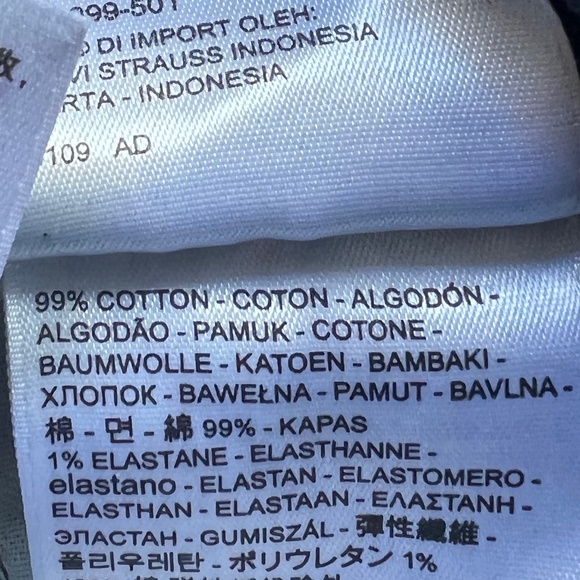 899-501
DI IMPORT OLEH:
VI STRAUSS INDONESIA
RTA - INDONESIA
109 AD
99% COTTON - COTON - ALGODÓN -
ALGODÃO - PAMUK - COTONE -
BAUMWOLLE - KATOEN - BAMBAKI -
ХЛОПОК - BAWEŁNA - PAMUT - BAVLNA -
棉 - 면 - 綿 99% - KAPAS
1% ELASTANE - ELASTHANNE -
elastano - ELASTAN - ELASTOMERO -
ELASTHAN - ELASTAAN - ΕΛΑΣΤΑΝΗ -
ЭЛАСТАН - GUMISZÁL - 彈性纖維 -
폴리우레탄 - ポリウレタン 1%